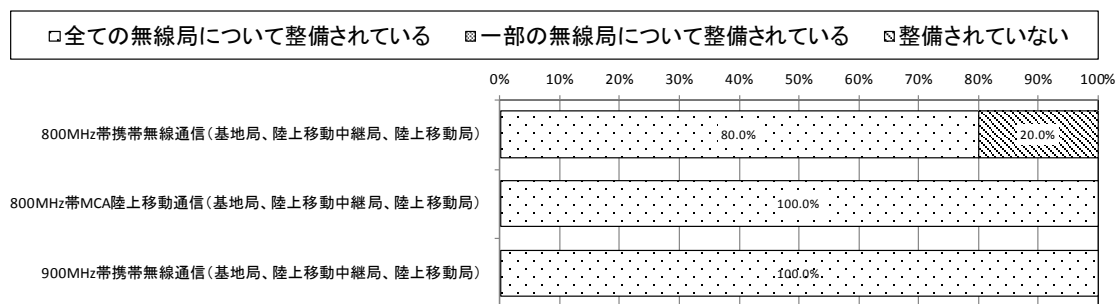 □全ての無線局について整備されている ▩一部の無線局について整備されている ▧整備されていない
0% 10% 20% 30% 40% 50% 60% 70% 80% 90% 100%
800MHz帯携帯無線通信(基地局、陸上移動中継局、陸上移動局) 80.0% 20.0%
800MHz帯MCA陸上移動通信(基地局、陸上移動中継局、陸上移動局) 100.0%
900MHz帯携帯無線通信(基地局、陸上移動中継局、陸上移動局) 100.0%